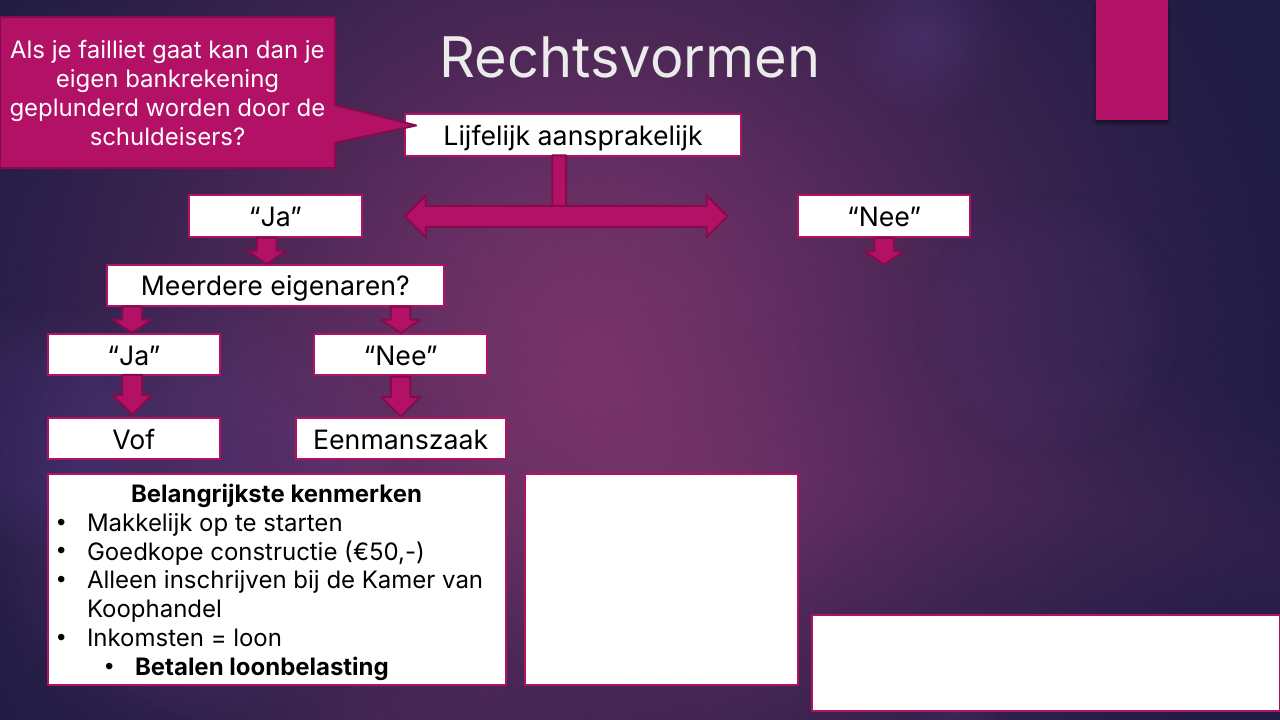 Als je failliet gaat kan dan je
eigen bankrekening
geplunderd worden door de
schuldeisers?
Rechtsvormen
Lijfelijk aansprakelijk
“Ja”
“Nee”
Meerdere eigenaren?
“Ja”
“Nee”
Vof
Eenmanszaak
Belangrijkste kenmerken
• Makkelijk op te starten
• Goedkope constructie (€50,-)
• Alleen inschrijven bij de Kamer van
Koophandel
• Inkomsten = loon
• Betalen loonbelasting